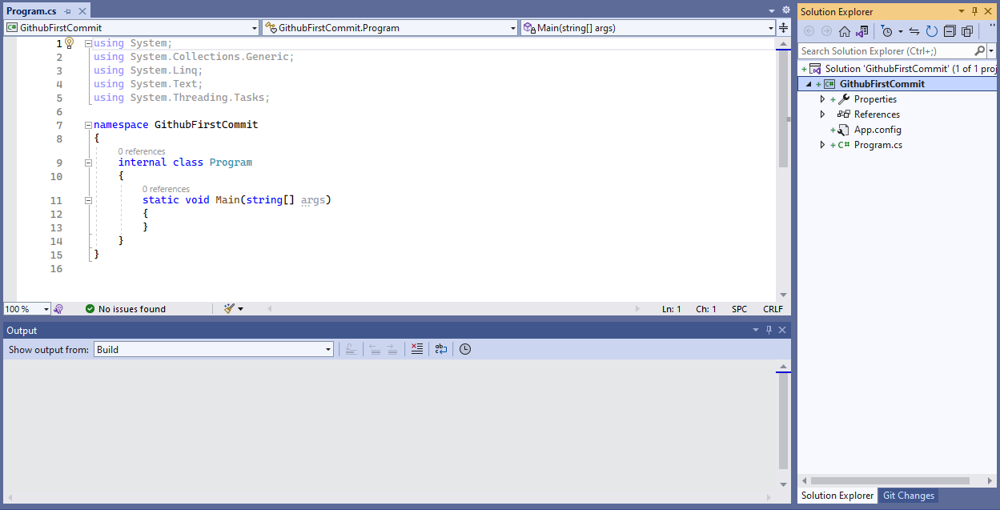 Program.cs
Solution Explorer
GithubFirstCommit
GithubFirstCommit.Program
Main(string[] args)
Search Solution Explorer (Ctrl+;)
1 using System;
2 using System.Collections.Generic;
3 using System.Linq;
4 using System.Text;
5 using System.Threading.Tasks;
6
7 namespace GithubFirstCommit
8 {
0 references
9 internal class Program
10 {
0 references
11 static void Main(string[] args)
12 {
13 }
14 }
15 }
16
100 %
No issues found
Ln: 1 Ch: 1 SPC CRLF
Output
Show output from: Build
Solution 'GithubFirstCommit' (1 of 1 proj
C# GithubFirstCommit
Properties
References
App.config
C# Program.cs
Solution Explorer Git Changes